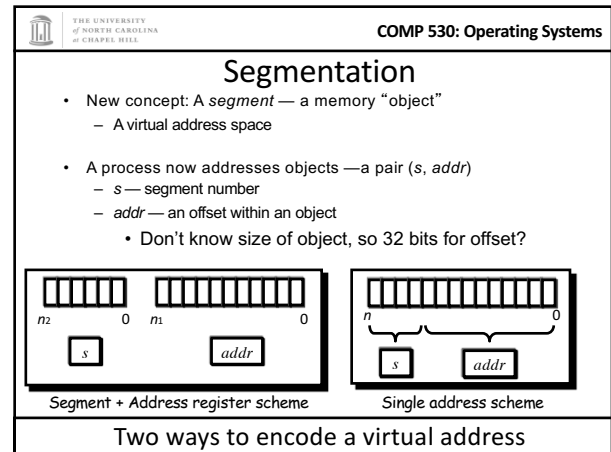 THE UNIVERSITY
of NORTH CAROLINA
at CHAPEL HILL
COMP 530: Operating Systems
Segmentation
• New concept: A segment — a memory “object”
– A virtual address space
• A process now addresses objects —a pair (s, addr)
– s — segment number
– addr — an offset within an object
• Don’t know size of object, so 32 bits for offset?
n2 0 n1 0
s addr
Segment + Address register scheme
n 0
s addr
Single address scheme
Two ways to encode a virtual address